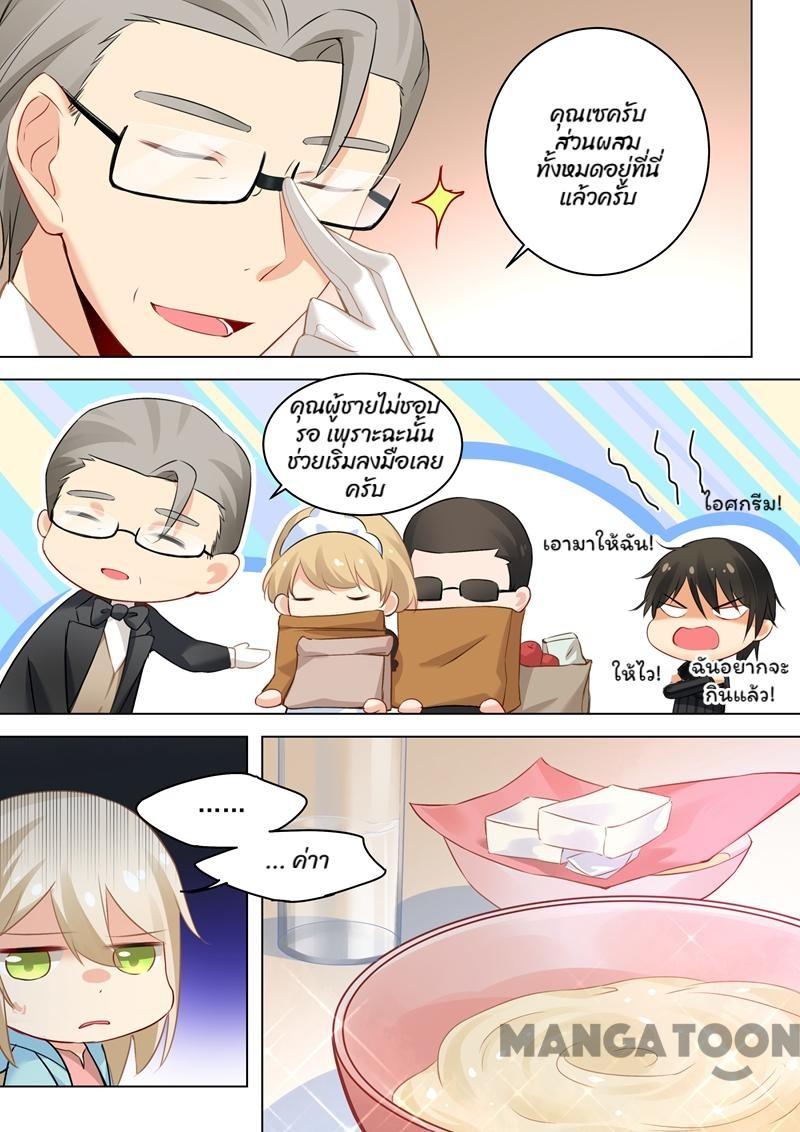 คุณเซครับ
ส่วนผสม
ทั้งหมดอยู่ที่นี่
แล้วครับ
คุณผู้ชายไม่ชอบ
รอ เพราะฉะนั้น
ช่วยเริ่มลงมือเลย
ครับ
ไอศกรีม!
เอามาให้ฉัน!
ให้ไว!
ฉันอยากจะ
กินแล้ว!
......
... ค่าา
MANGATOON